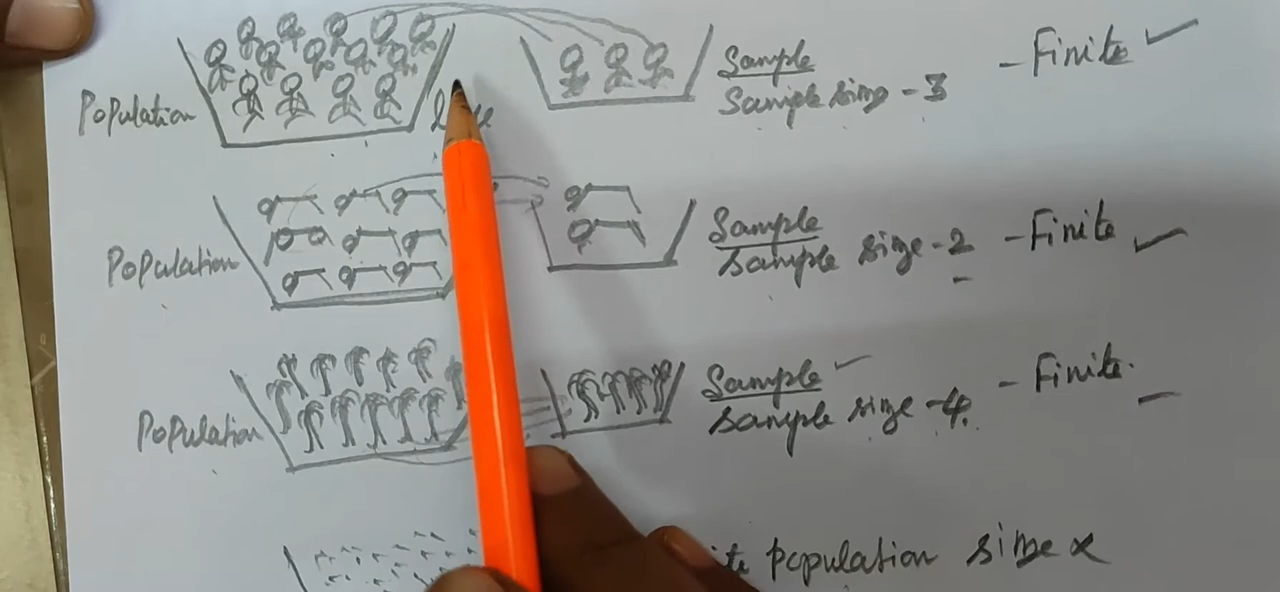 Population
Sample
Sample size - 3
- Finite
Population
Sample
Sample size - 2
- Finite
Population
Sample
Sample size - 4.
- Finite.
population size